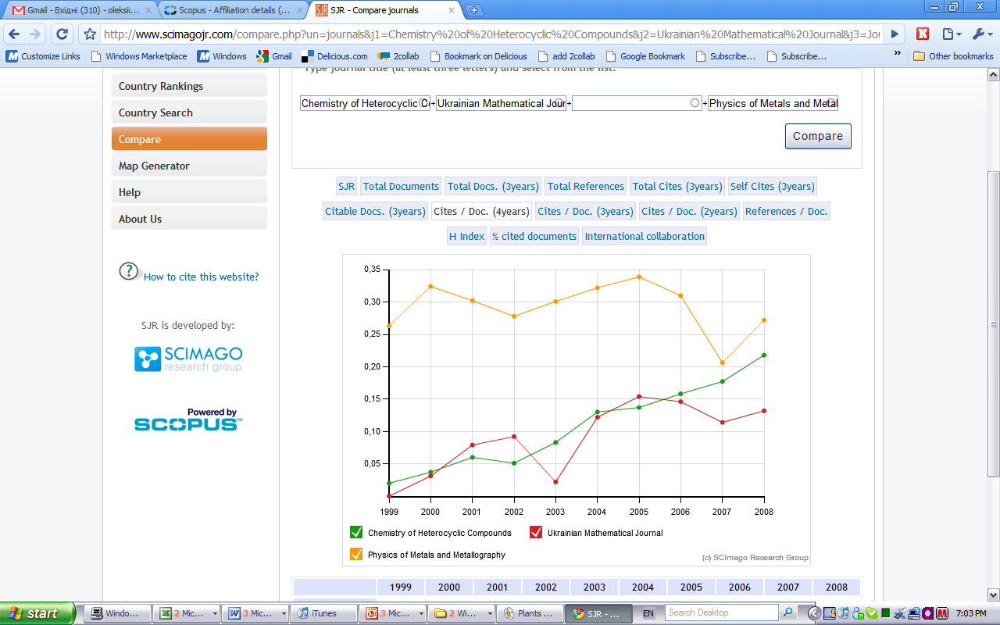 Gmail - Вхідні (310) - oleksii...
Scopus - Affiliation details (...
SJR - Compare journals
http://www.scimagojr.com/compare.php?un=journals&j1=Chemistry%20of%20Heterocyclic%20Compounds&j2=Ukrainian%20Mathematical%20Journal&j3=Jou
Customize Links
Windows Marketplace
Windows
Gmail
Delicious.com
2collab
Bookmark on Delicious
add 2collab
Google Bookmark
Subscribe...
Subscribe...
»
Other bookmarks
Country Rankings
Country Search
Compare
Map Generator
Help
About Us
? How to cite this website?
SJR is developed by:
SCIMAGO
research group
Powered by
SCOPUS™
Type journal title (at least three letters) and select from the list.
Chemistry of Heterocyclic Co + Ukrainian Mathematical Jour + + Physics of Metals and Metal
Compare
SJR Total Documents Total Docs. (3years) Total References Total Cites (3years) Self Cites (3years)
Citable Docs. (3years) Cites / Doc. (4years) Cites / Doc. (3years) Cites / Doc. (2years) References / Doc.
H Index % cited documents International collaboration
0,35
0,30
0,25
0,20
0,15
0,10
0,05
1999 2000 2001 2002 2003 2004 2005 2006 2007 2008
Chemistry of Heterocyclic Compounds
Ukrainian Mathematical Journal
Physics of Metals and Metallography
(c) SCImago Research Group
1999 2000 2001 2002 2003 2004 2005 2006 2007 2008
start
Windo...
2 Mic...
3 Mic...
iTunes
3 Mic...
2 Wi...
Plants ...
SJR - ...
EN
Search Desktop
7:03 PM